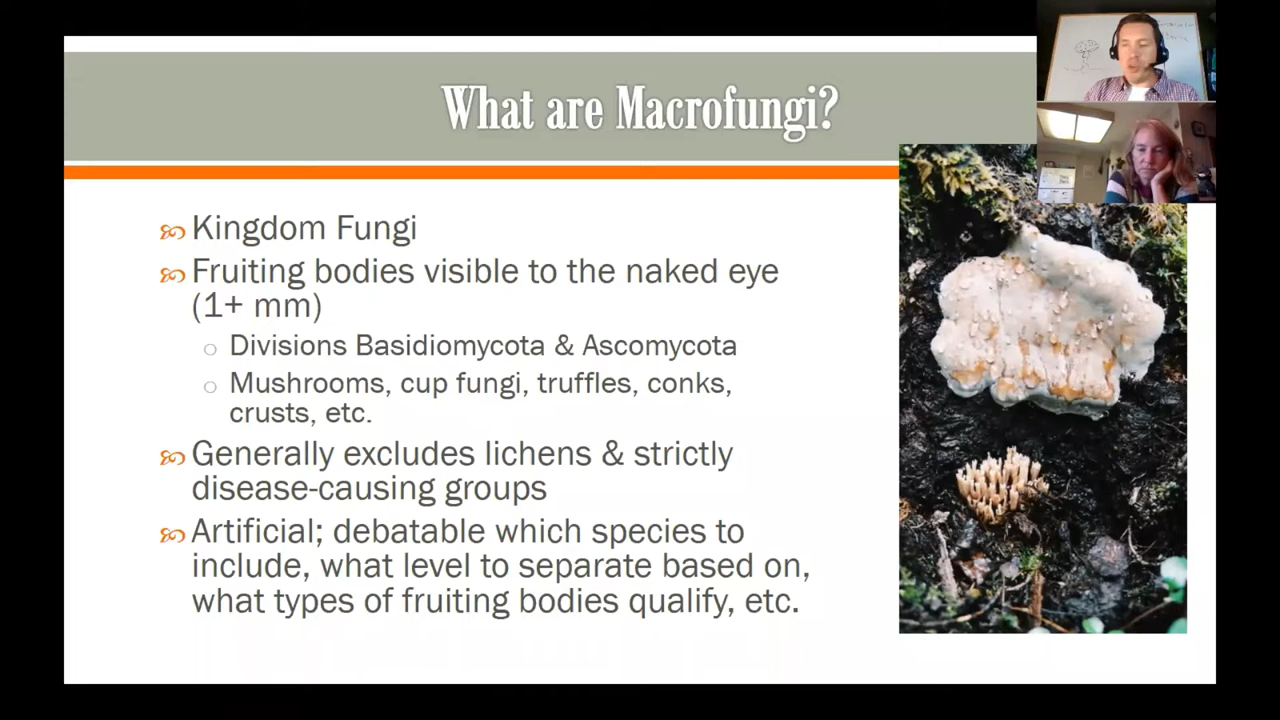 What are Macrofungi?
Kingdom Fungi
Fruiting bodies visible to the naked eye
(1+ mm)
Divisions Basidiomycota & Ascomycota
Mushrooms, cup fungi, truffles, conks,
crusts, etc.
Generally excludes lichens & strictly
disease-causing groups
Artificial; debatable which species to
include, what level to separate based on,
what types of fruiting bodies qualify, etc.